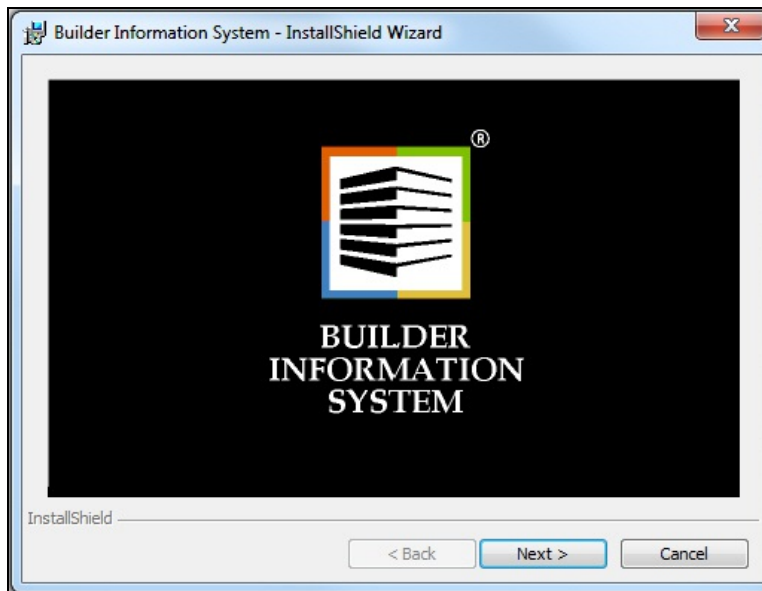 Builder Information System - InstallShield Wizard
®
BUILDER
INFORMATION
SYSTEM
InstallShield
< Back
Next >
Cancel